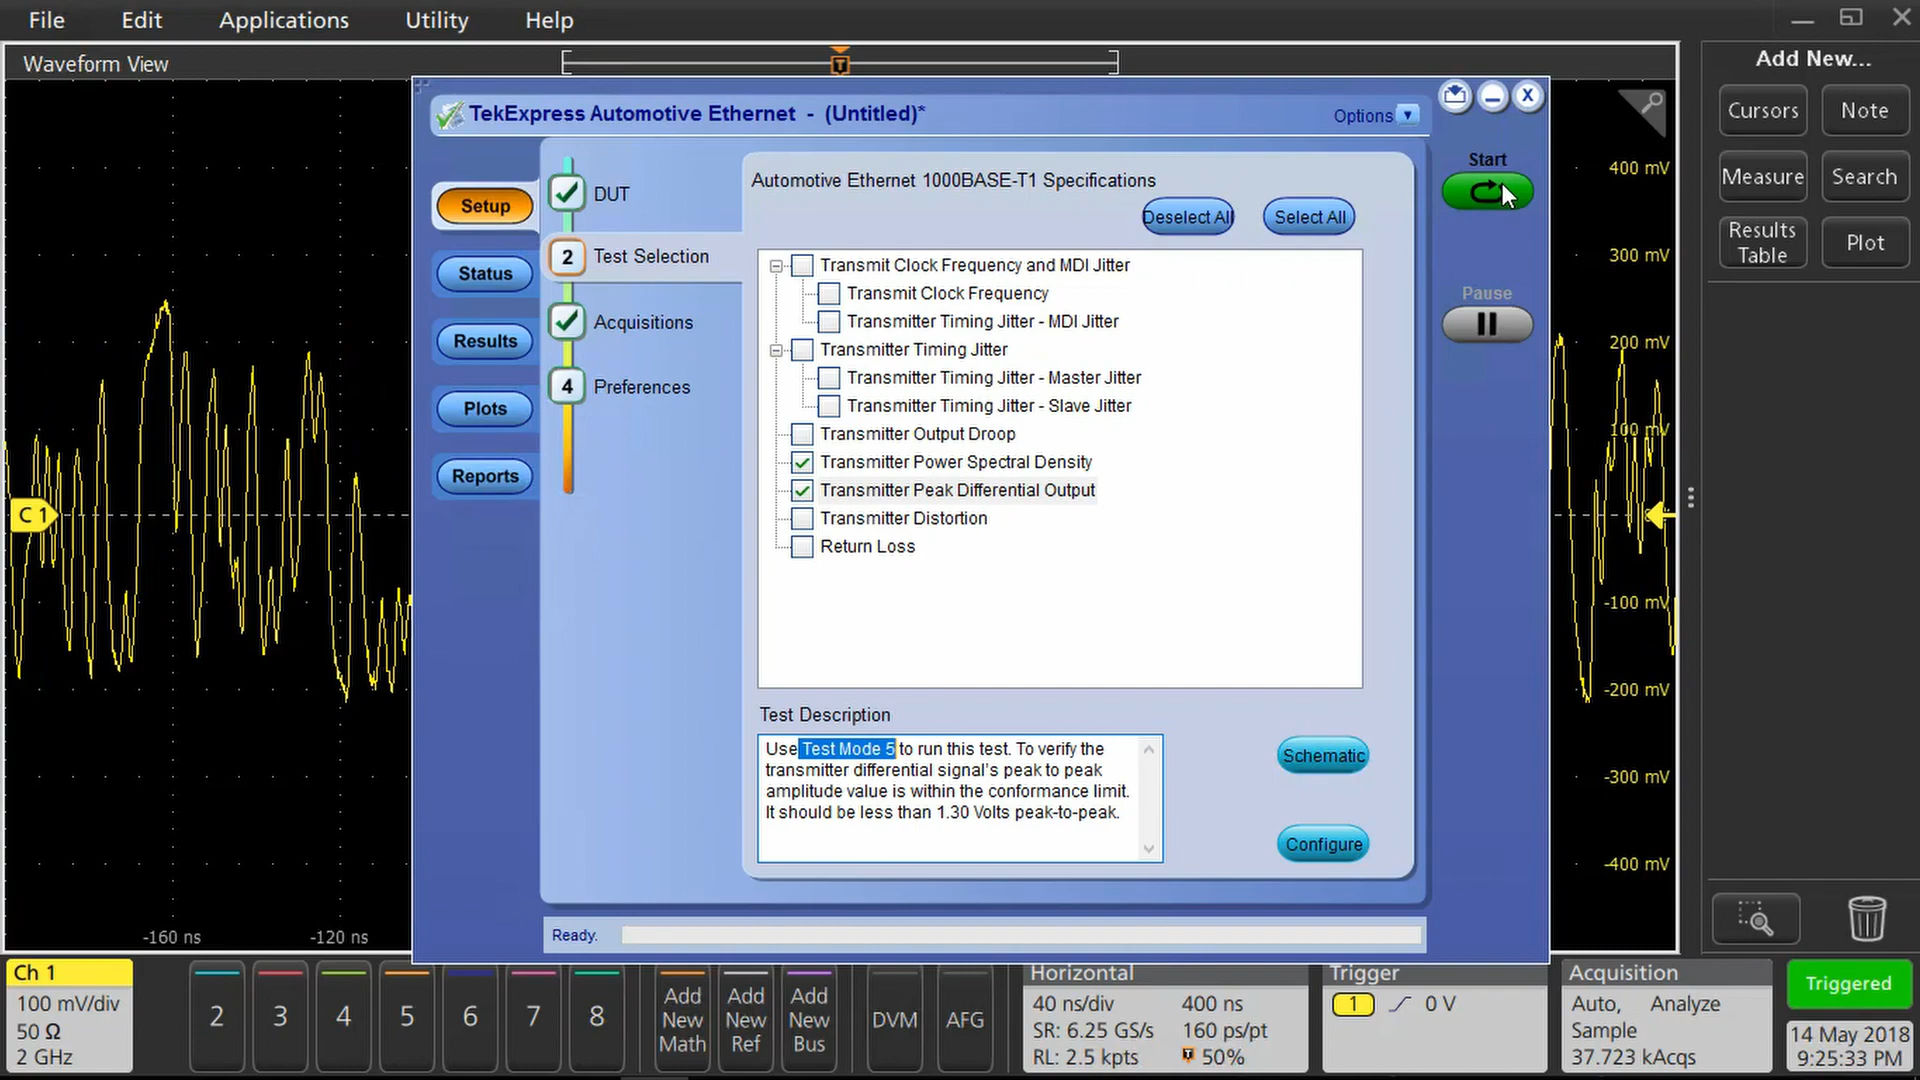 File Edit Applications Utility Help
Waveform View
T
Add New...
Cursors Note
Measure Search
Results Table Plot
TekExpress Automotive Ethernet - (Untitled)*
Options
Setup
Status
Results
Plots
Reports
DUT
2 Test Selection
Acquisitions
4 Preferences
Automotive Ethernet 1000BASE-T1 Specifications
Deselect All Select All
Transmit Clock Frequency and MDI Jitter
Transmit Clock Frequency
Transmitter Timing Jitter - MDI Jitter
Transmitter Timing Jitter
Transmitter Timing Jitter - Master Jitter
Transmitter Timing Jitter - Slave Jitter
Transmitter Output Droop
Transmitter Power Spectral Density
Transmitter Peak Differential Output
Transmitter Distortion
Return Loss
Test Description
Use Test Mode 5 to run this test. To verify the
transmitter differential signal's peak to peak
amplitude value is within the conformance limit.
It should be less than 1.30 Volts peak-to-peak.
Schematic
Configure
Start
Pause
Ready.
C 1
400 mV
300 mV
200 mV
100 mV
-100 mV
-200 mV
-300 mV
-400 mV
-160 ns -120 ns
Ch 1
100 mV/div
50 Ω
2 GHz
2 3 4 5 6 7 8
Add New Math
Add New Ref
Add New Bus
DVM
AFG
Horizontal
40 ns/div 400 ns
SR: 6.25 GS/s 160 ps/pt
RL: 2.5 kpts T 50%
Trigger
1 0 V
Acquisition
Auto, Analyze
Sample
37.723 kAcqs
Triggered
14 May 2018
9:25:33 PM